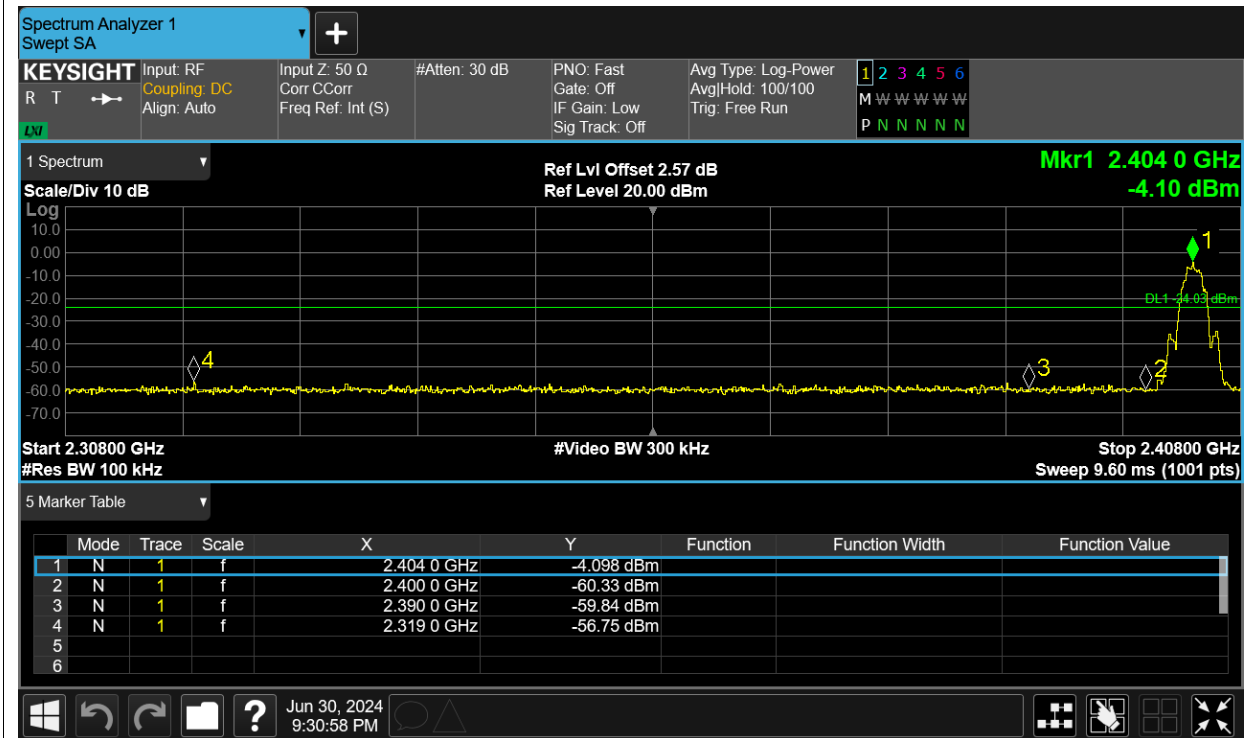 Spectrum Analyzer 1
Swept SA
KEYSIGHT Input: RF Input Z: 50 Ω #Atten: 30 dB PNO: Fast Avg Type: Log-Power 1 2 3 4 5 6
R T Coupling: DC Corr CCorr Gate: Off Avg|Hold: 100/100 M W W W W W W
Align: Auto Freq Ref: Int (S) IF Gain: Low Trig: Free Run
LXI Sig Track: Off P N N N N N N
1 Spectrum
Ref Lvl Offset 2.57 dB Mkr1 2.404 0 GHz
Scale/Div 10 dB Ref Level 20.00 dBm -4.10 dBm
Log
10.0
1
0.00
-10.0
-20.0
DL1 -24.03 dBm
-30.0
-40.0
-50.0
4 3 2
-60.0
-70.0
Start 2.30800 GHz #Video BW 300 kHz Stop 2.40800 GHz
#Res BW 100 kHz Sweep 9.60 ms (1001 pts)
5 Marker Table
Mode Trace Scale X Y Function Function Width Function Value
1 N 1 f 2.404 0 GHz -4.098 dBm
2 N 1 f 2.400 0 GHz -60.33 dBm
3 N 1 f 2.390 0 GHz -59.84 dBm
4 N 1 f 2.319 0 GHz -56.75 dBm
5
6
? Jun 30, 2024
9:30:58 PM